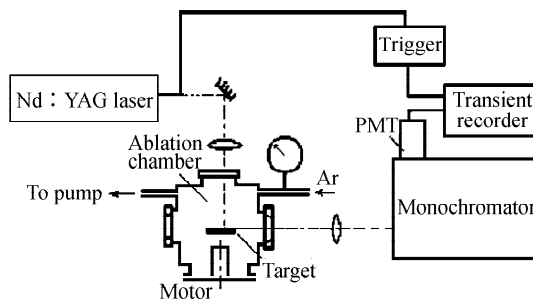 Trigger
Nd：YAG laser
Transient
recorder
PMT
Ablation
chamber
To pump
Ar
Monochromator
Target
Motor